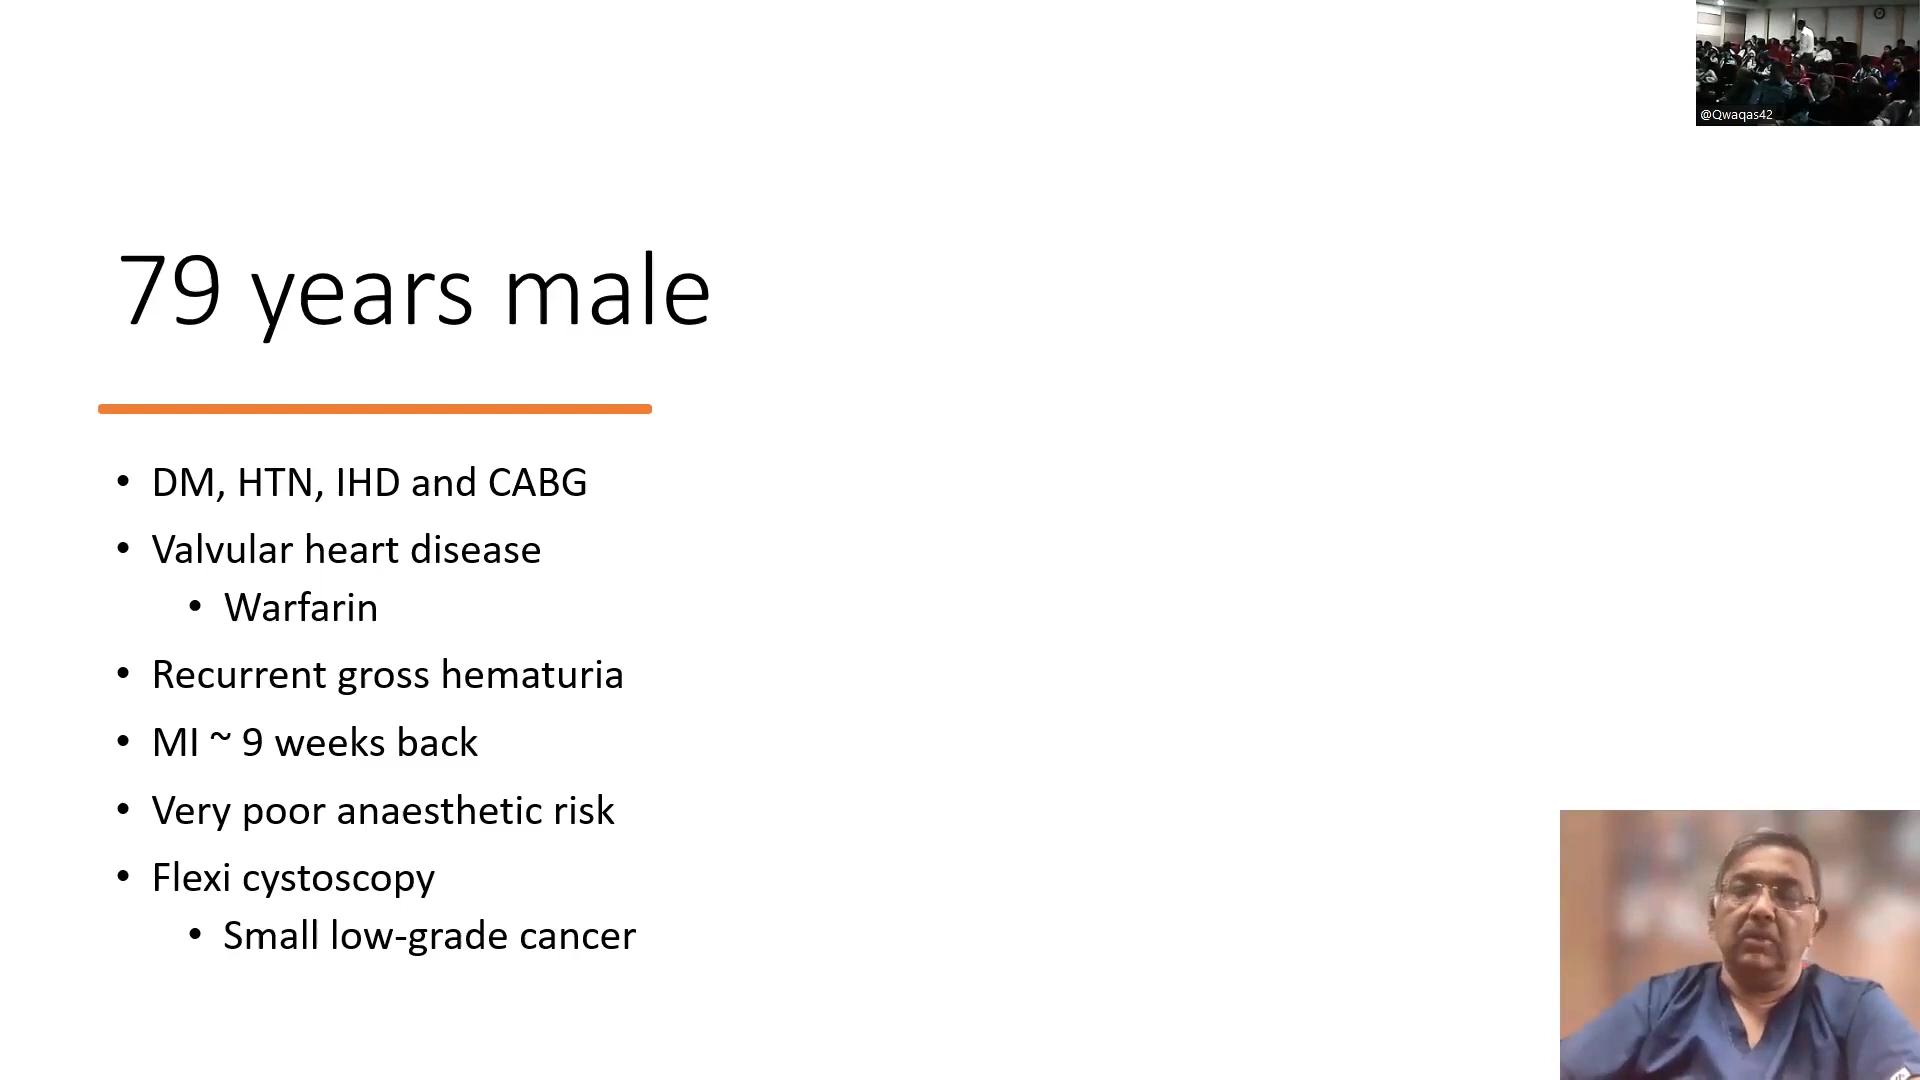 @Qwaqas42
79 years male
• DM, HTN, IHD and CABG
• Valvular heart disease
• Warfarin
• Recurrent gross hematuria
• MI ~ 9 weeks back
• Very poor anaesthetic risk
• Flexi cystoscopy
• Small low-grade cancer